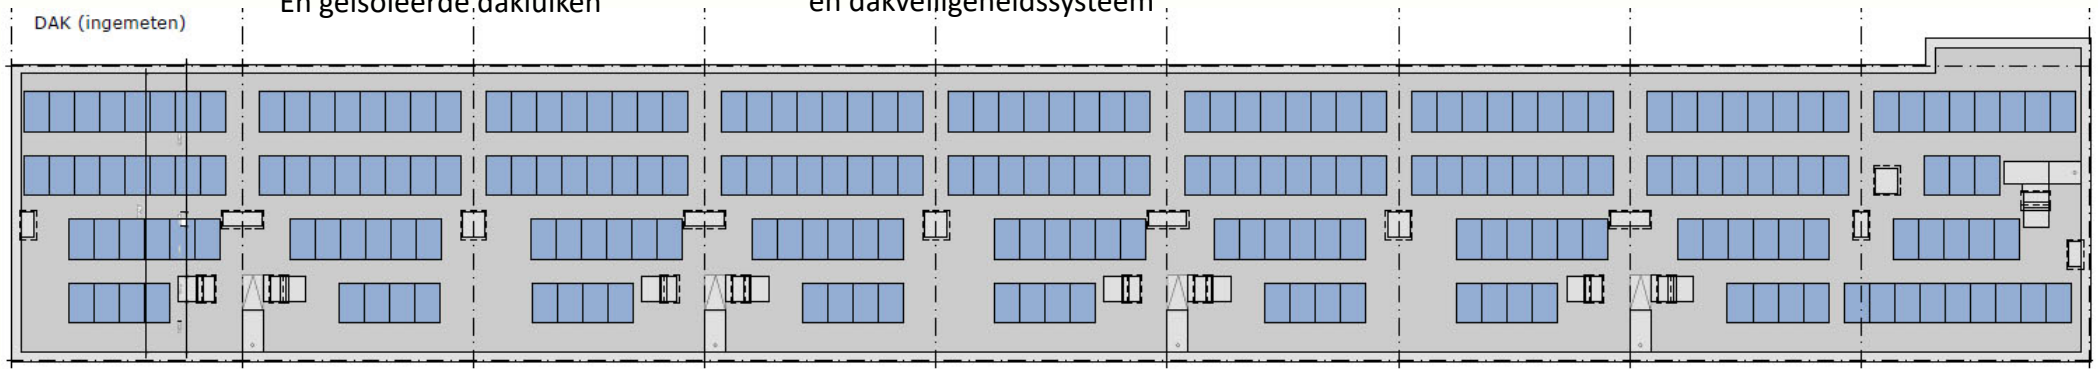 En geïsoleerde dakluiken
en dakveiligheidssysteem
DAK (ingemeten)